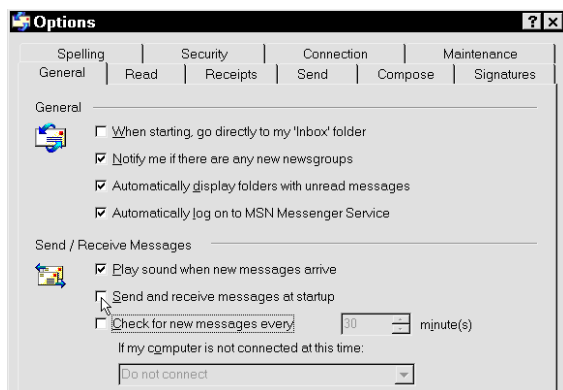 Options
Spelling Security Connection Maintenance
General Read Receipts Send Compose Signatures
General
When starting, go directly to my 'Inbox' folder
Notify me if there are any new newsgroups
Automatically display folders with unread messages
Automatically log on to MSN Messenger Service
Send / Receive Messages
Play sound when new messages arrive
Send and receive messages at startup
Check for new messages every 30 minute(s)
If my computer is not connected at this time:
Do not connect